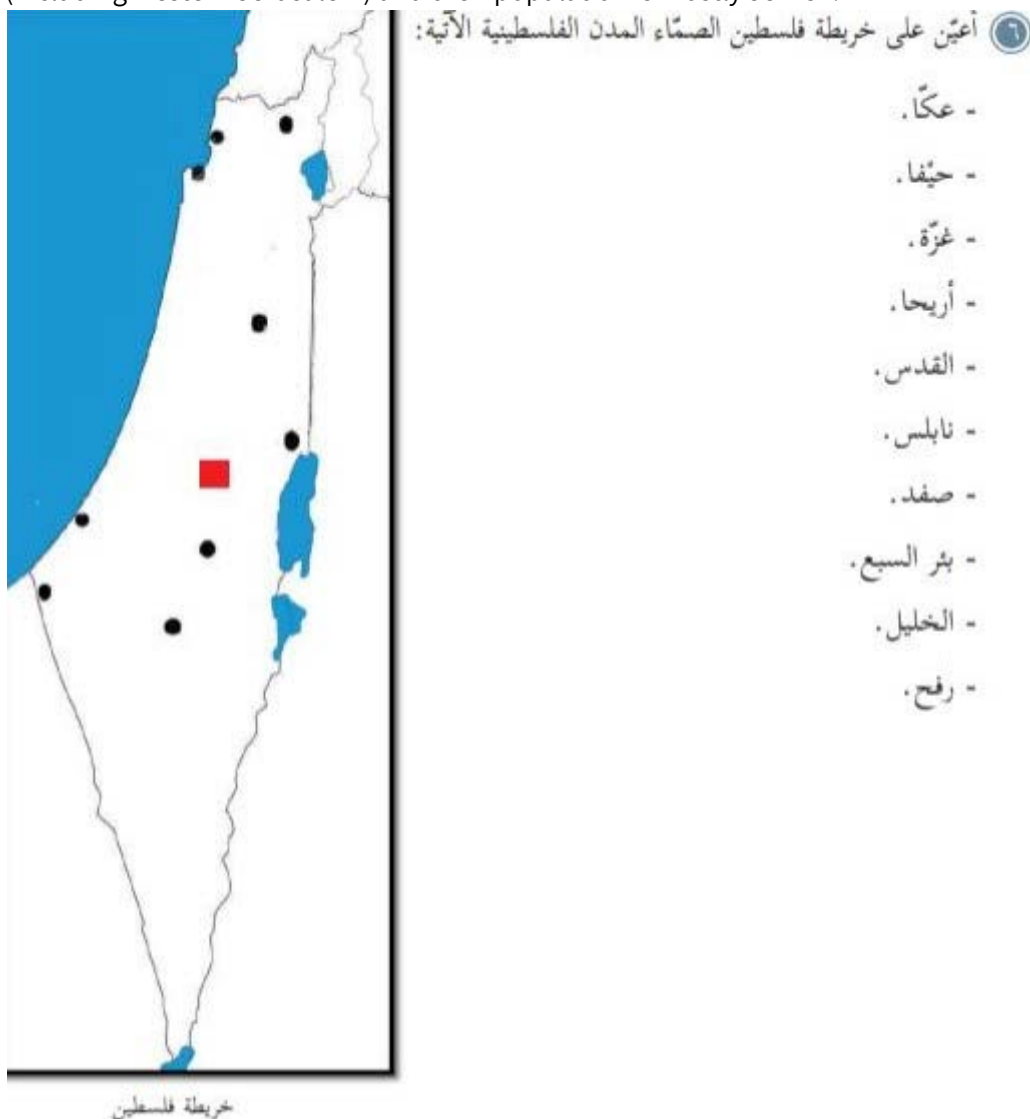 ٦ أعيّن على خريطة فلسطين الصمّاء المدن الفلسطينية الآتية:
- عكّا.
- حيْفا.
- غزّة.
- أريحا.
- القدس.
- نابلس.
- صفد.
- بئر السبع.
- الخليل.
- رفح.
خريطة فلسطين